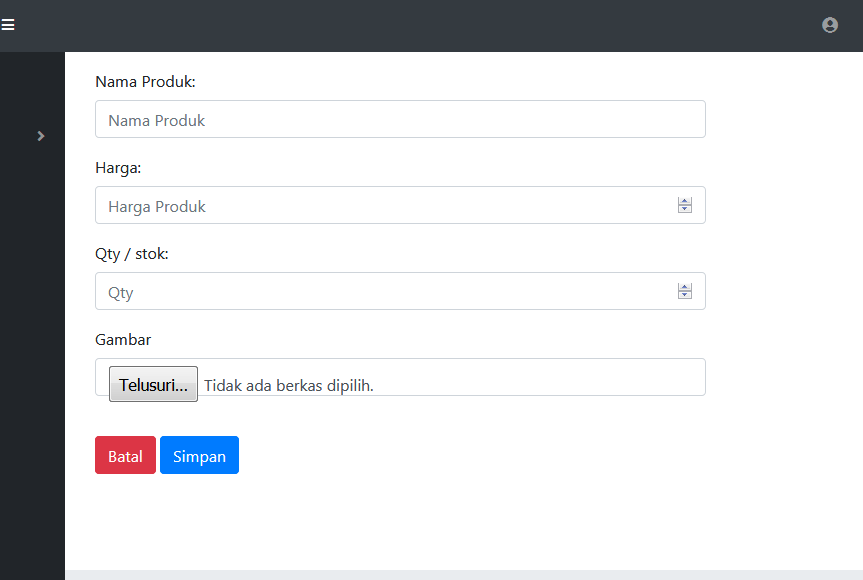 Nama Produk:
Nama Produk
Harga:
Harga Produk
Qty / stok:
Qty
Gambar
Telusuri... Tidak ada berkas dipilih.
Batal Simpan